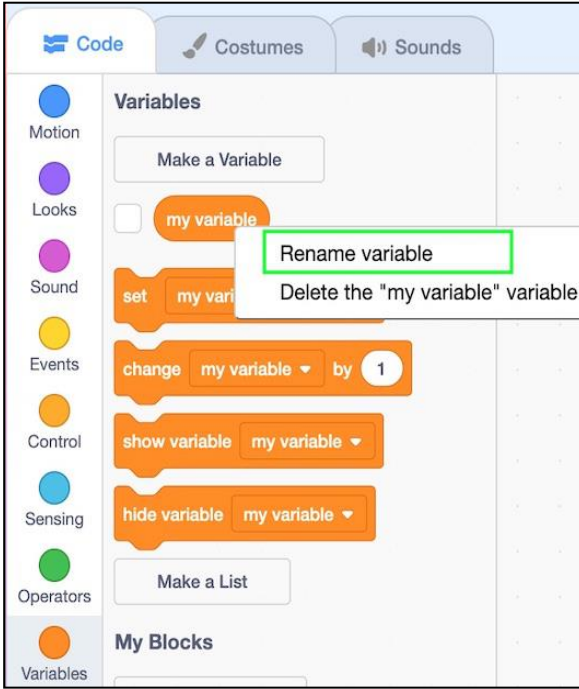 Code
Costumes
Sounds
Motion
Looks
Sound
Events
Control
Sensing
Operators
Variables
Variables
Make a Variable
my variable
Rename variable
Delete the "my variable" variable
set my vari
change my variable by 1
show variable my variable
hide variable my variable
Make a List
My Blocks